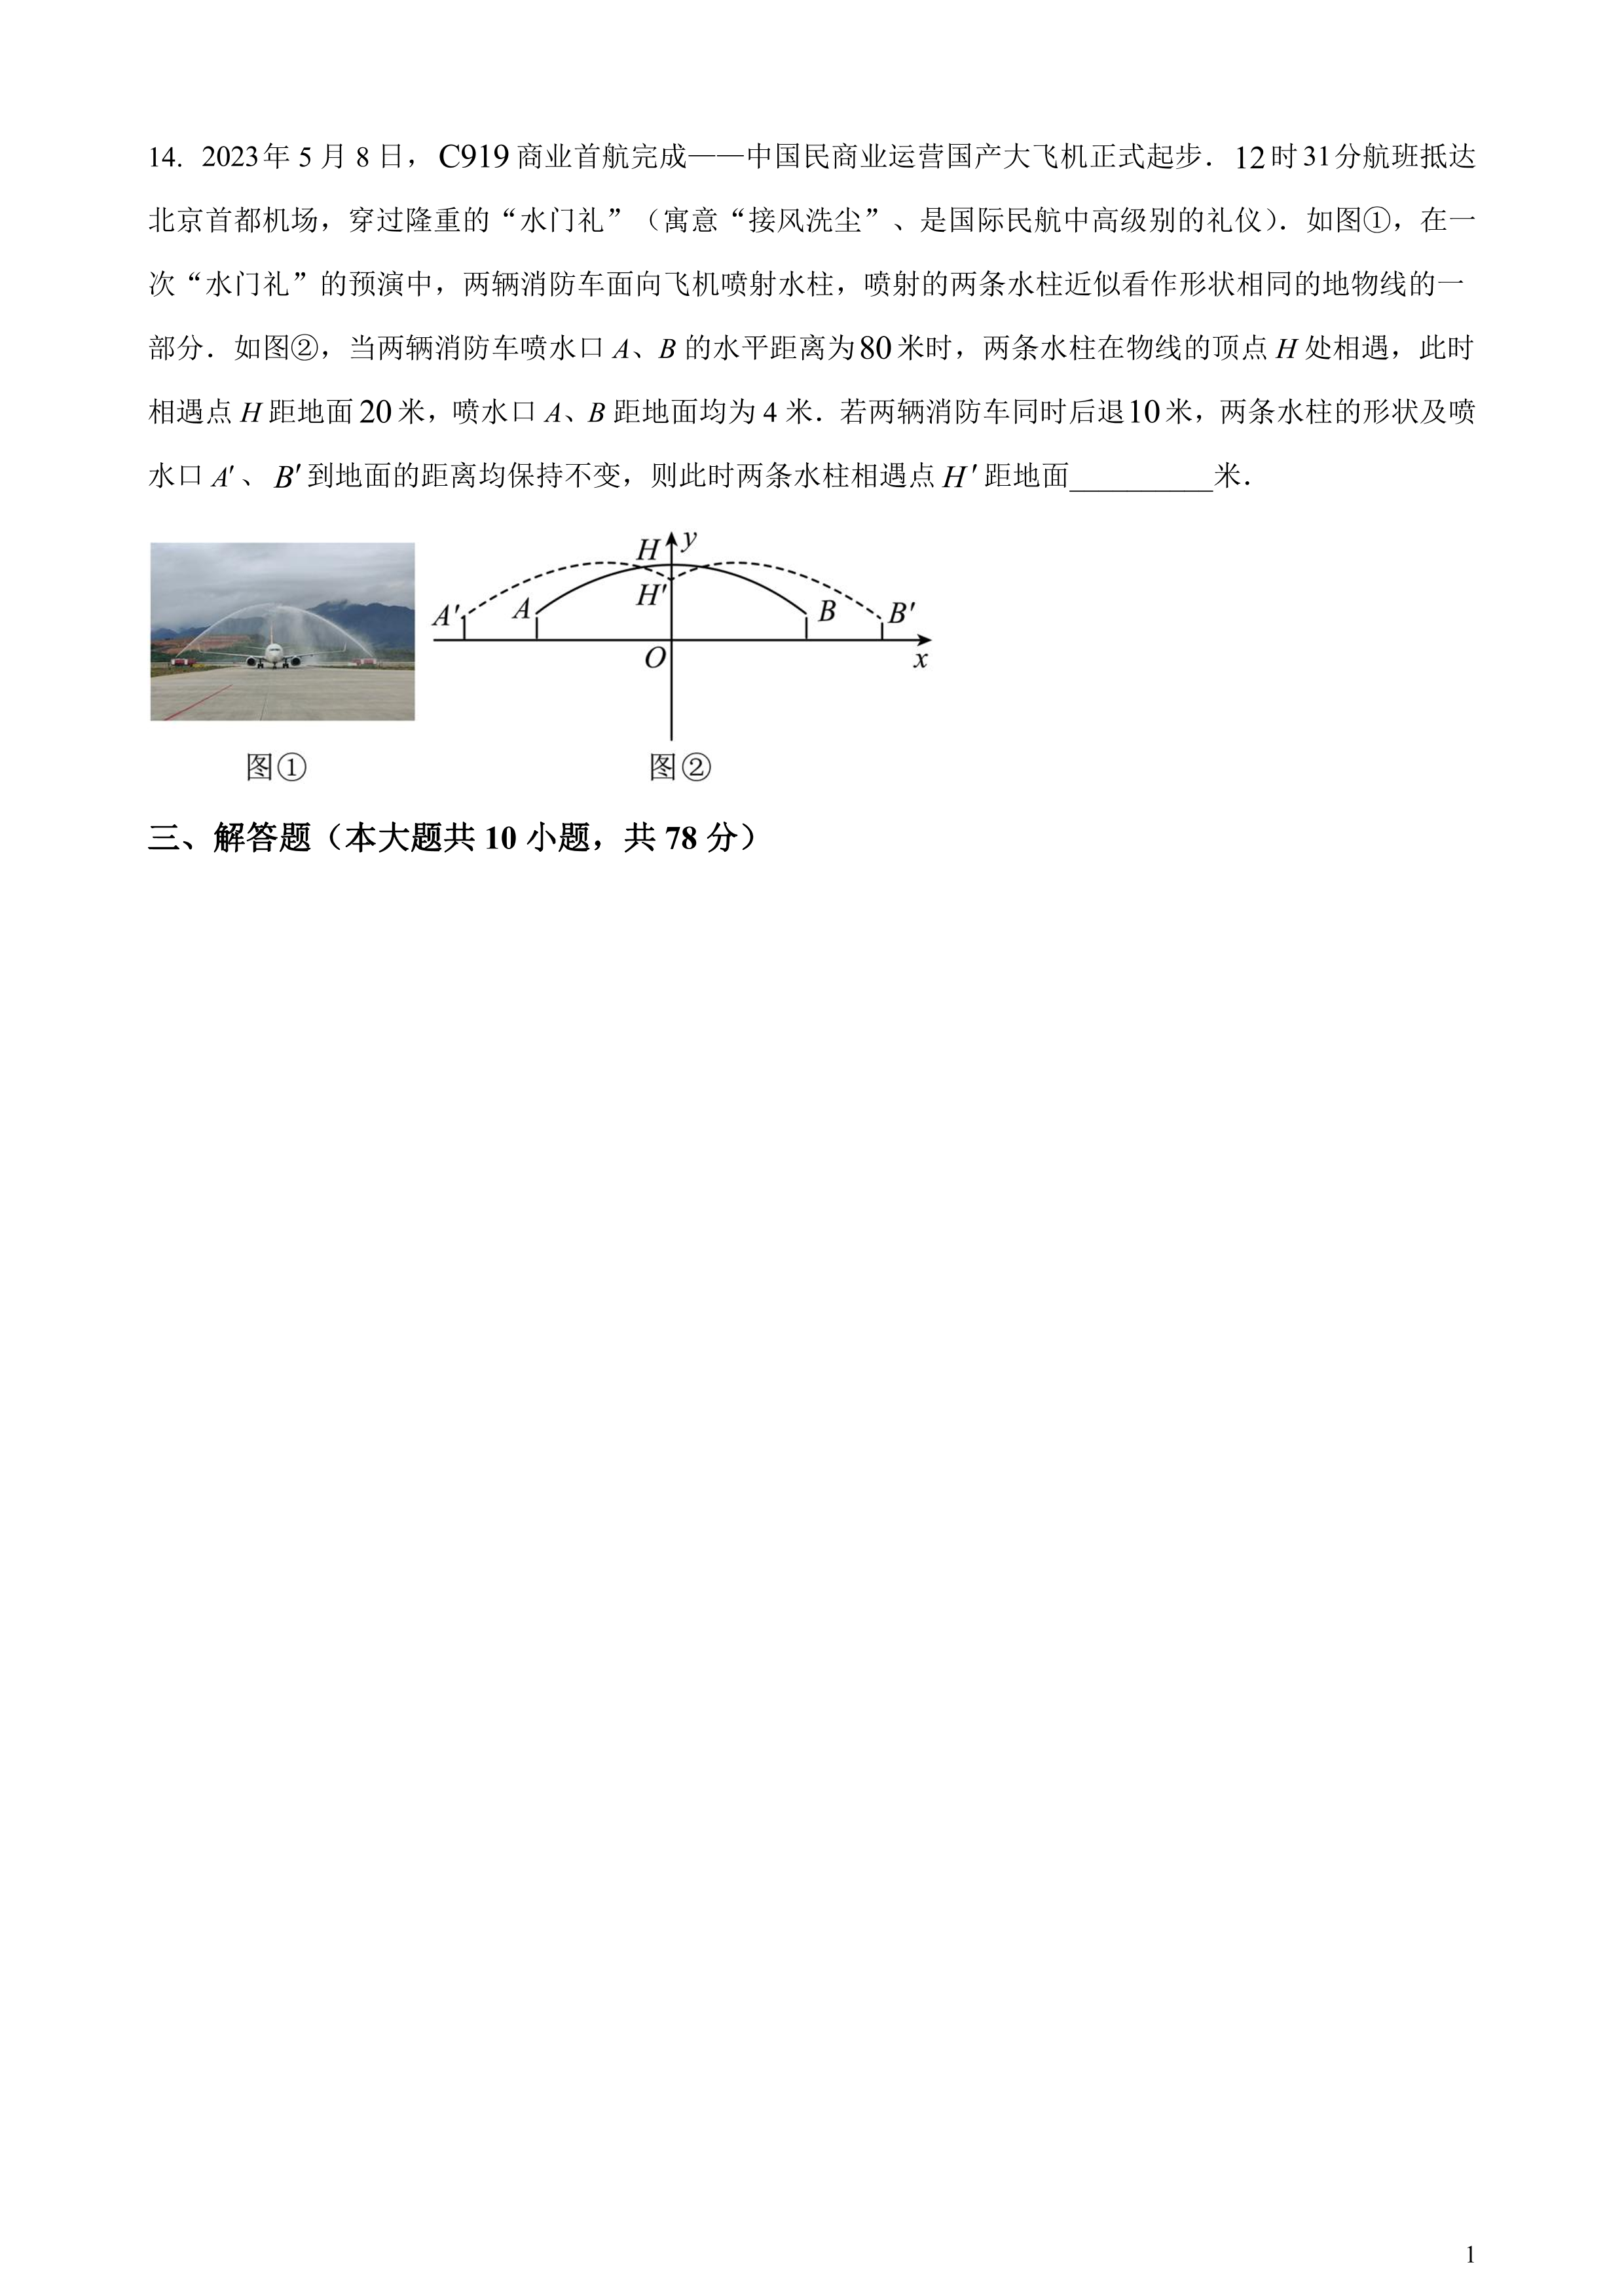 14. 2023年 5 月 8 日，C919 商业首航完成——中国民商业运营国产大飞机正式起步．12时31分航班抵达
北京首都机场，穿过隆重的“水门礼”（寓意“接风洗尘”、是国际民航中高级别的礼仪）．如图①，在一
次“水门礼”的预演中，两辆消防车面向飞机喷射水柱，喷射的两条水柱近似看作形状相同的地物线的一
部分．如图②，当两辆消防车喷水口 A、B 的水平距离为80米时，两条水柱在物线的顶点 H 处相遇，此时
相遇点 H 距地面20米，喷水口 A、B 距地面均为 4 米．若两辆消防车同时后退10米，两条水柱的形状及喷
水口 A′、B′到地面的距离均保持不变，则此时两条水柱相遇点 H′ 距地面__________米．
H y
H′
A′ A B B′
O x
图① 图②
三、解答题（本大题共 10 小题，共 78 分）
1